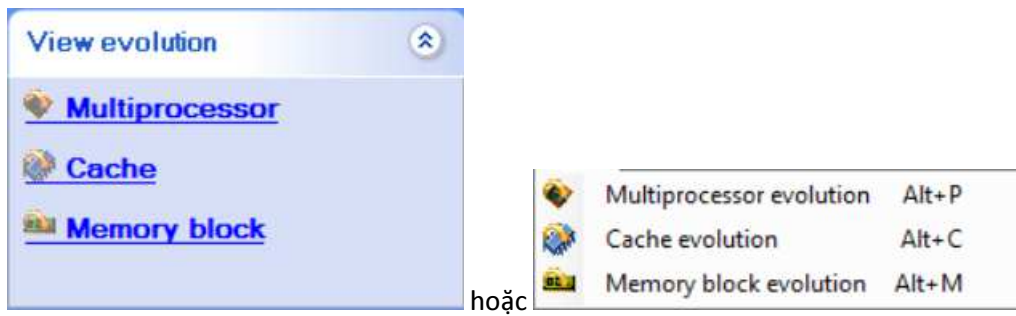 View evolution
Multiprocessor
Cache
Memory block
hoặc
Multiprocessor evolution Alt+P
Cache evolution Alt+C
Memory block evolution Alt+M